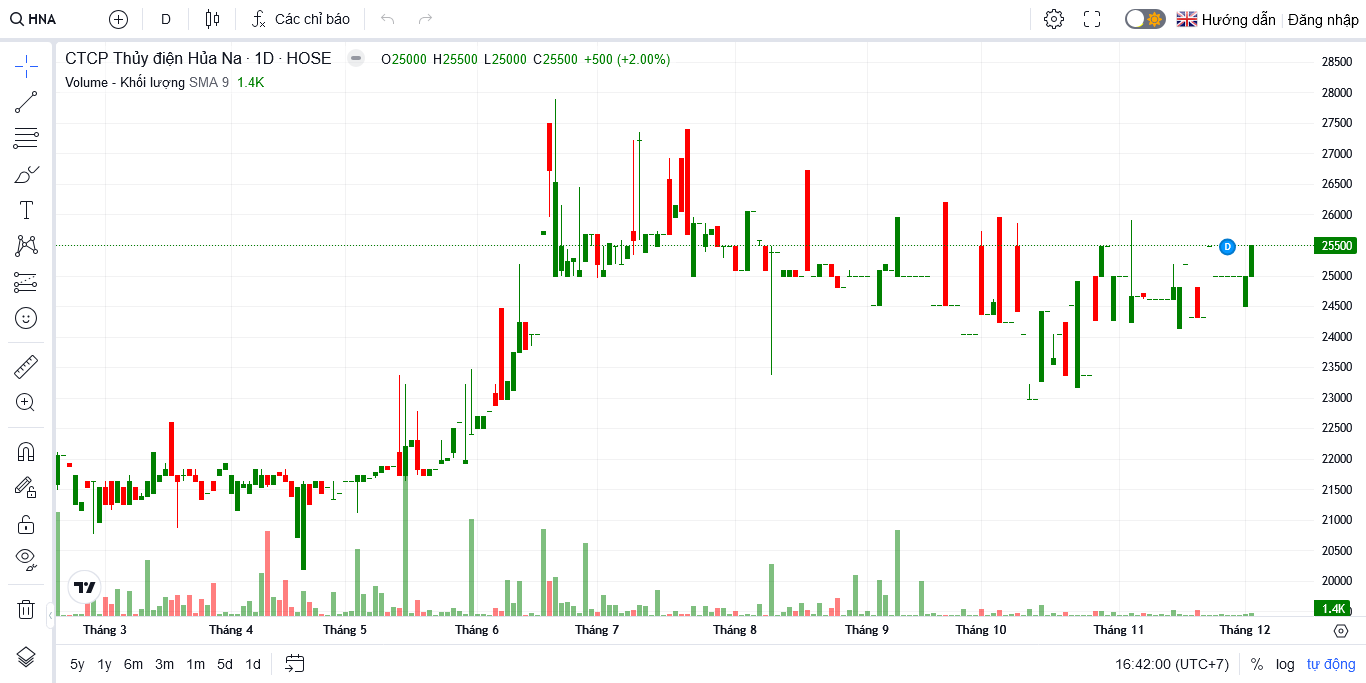 HNA D Các chỉ báo Hướng dẫn Đăng nhập
CTCP Thủy điện Hủa Na · 1D · HOSE O25000 H25500 L25000 C25500 +500 (+2.00%)
Volume - Khối lượng SMA 9 1.4K
28500
28000
27500
27000
26500
26000
25500
D
25000
24500
24000
23500
23000
22500
22000
21500
21000
20500
20000
1.4K
Tháng 3 Tháng 4 Tháng 5 Tháng 6 Tháng 7 Tháng 8 Tháng 9 Tháng 10 Tháng 11 Tháng 12
5y 1y 6m 3m 1m 5d 1d 16:42:00 (UTC+7) % log tự động